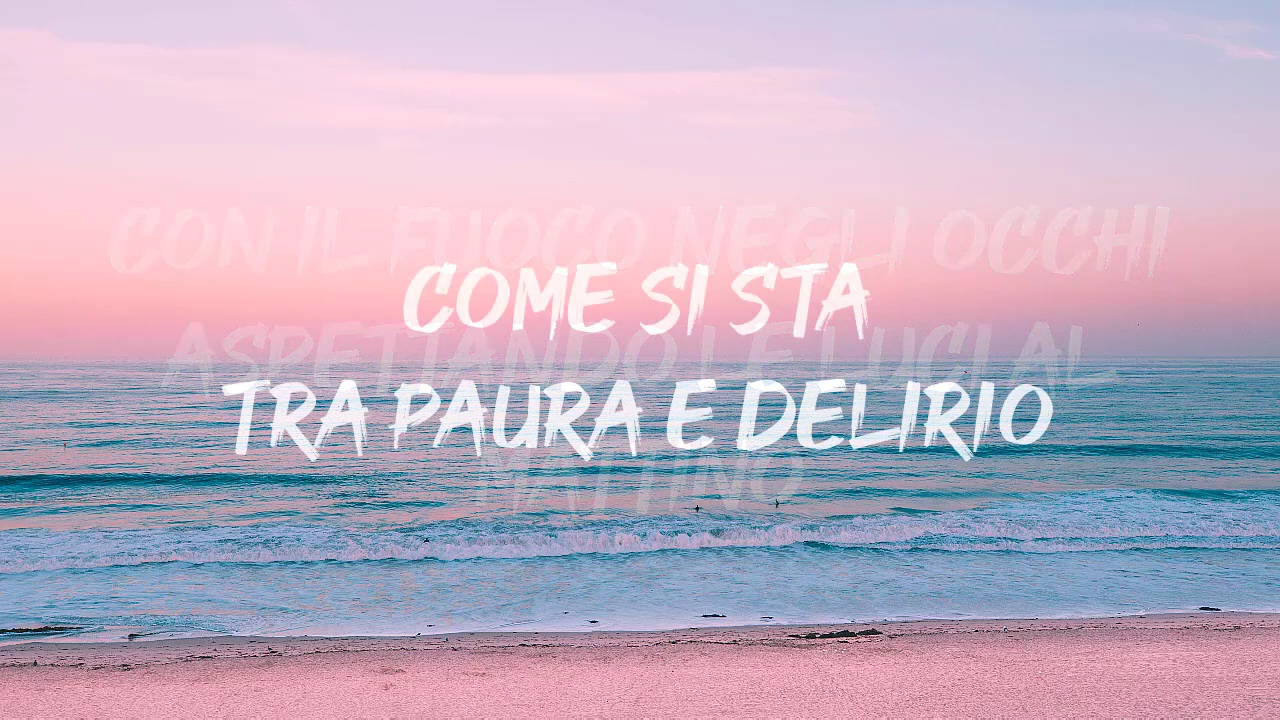 CON IL FUOCO NEGLI OCCHI
COME SI STA
ASPETTANDO LE LUCI AL
TRA PAURA E DELIRIO
MATTINO